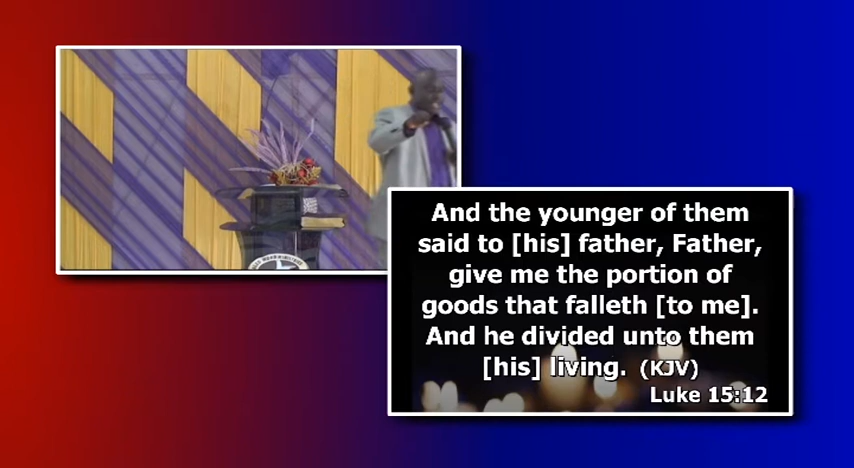 And the younger of them
said to [his] father, Father,
give me the portion of
goods that falleth [to me].
And he divided unto them
[his] living. (KJV)
Luke 15:12